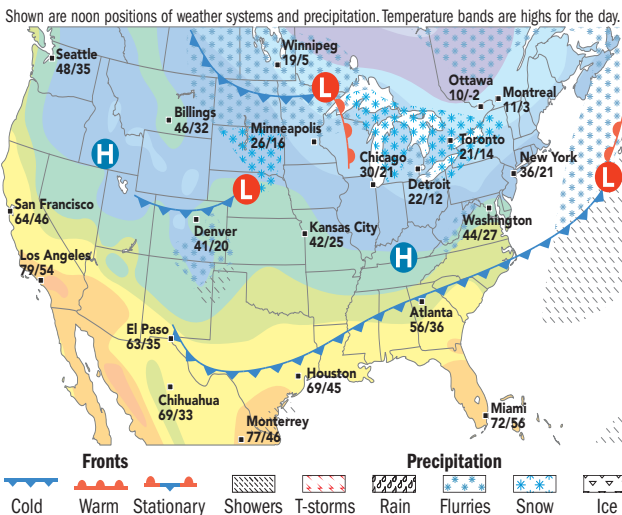 Shown are noon positions of weather systems and precipitation. Temperature bands are highs for the day.
Seattle
48/35
Winnipeg
19/5
Ottawa
10/-2
Montreal
11/3
Billings
46/32
Minneapolis
26/16
L
Toronto
21/14
H
Chicago
30/21
New York
36/21
Detroit
22/12
L
L
San Francisco
64/46
Denver
41/20
Kansas City
42/25
Washington
44/27
Los Angeles
79/54
H
El Paso
63/35
Atlanta
56/36
Houston
69/45
Chihuahua
69/33
Monterrey
77/46
Miami
72/56
Fronts
Precipitation
Cold Warm Stationary Showers T-storms Rain Flurries Snow Ice